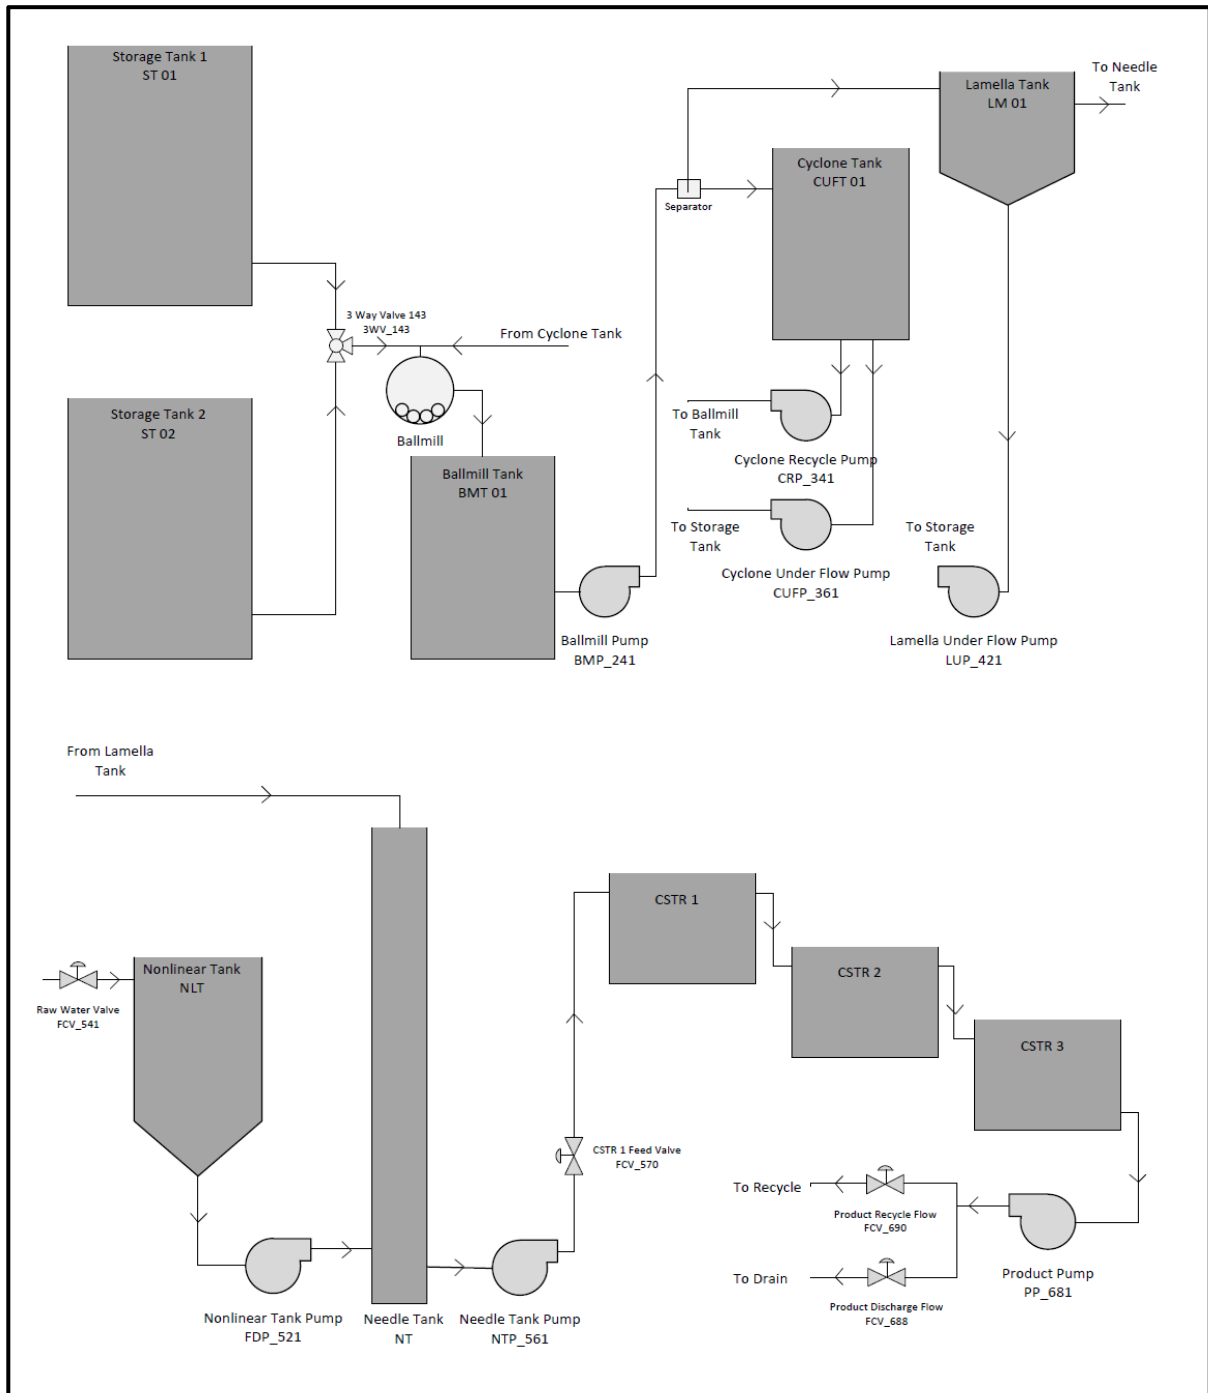 Storage Tank 1
ST 01
To Needle
Tank
Lamella Tank
LM 01
Cyclone Tank
CUFT 01
Separator
3 Way Valve 143
3WV_143
From Cyclone Tank
Storage Tank 2
ST 02
Ballmill
To Ballmill
Tank
Cyclone Recycle Pump
CRP_341
Ballmill Tank
BMT 01
To Storage
Tank
Cyclone Under Flow Pump
CUFP_361
To Storage
Tank
Ballmill Pump
BMP_241
Lamella Under Flow Pump
LUP_421
From Lamella
Tank
CSTR 1
Nonlinear Tank
NLT
CSTR 2
Raw Water Valve
FCV_541
CSTR 3
CSTR 1 Feed Valve
FCV_570
To Recycle
Product Recycle Flow
FCV_690
To Drain
Product Pump
PP_681
Product Discharge Flow
FCV_688
Nonlinear Tank Pump
FDP_521
Needle Tank
NT
Needle Tank Pump
NTP_561